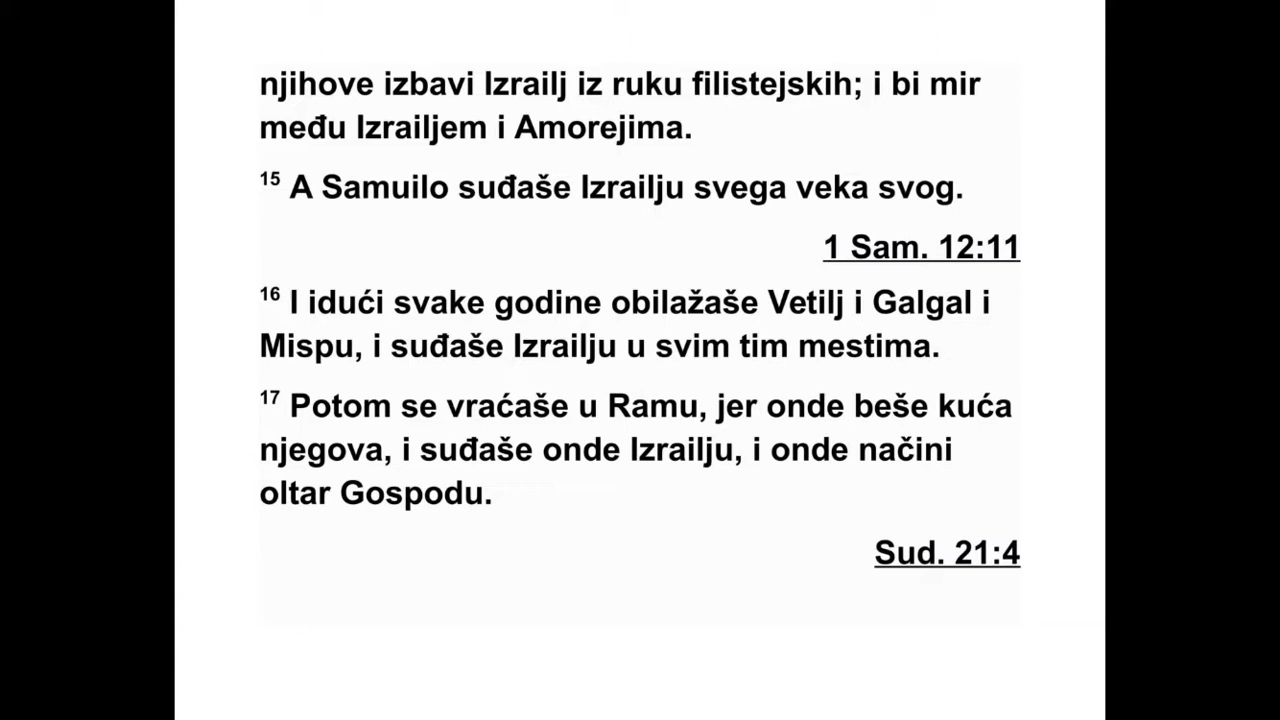 njihove izbavi Izrailj iz ruku filistejskih; i bi mir
među Izrailjem i Amorejima.
15 A Samuilo suđaše Izrailju svega veka svog.
1 Sam. 12:11
16 I idući svake godine obilažaše Vetilj i Galgal i
Mispu, i suđaše Izrailju u svim tim mestima.
17 Potom se vraćaše u Ramu, jer onde beše kuća
njegova, i suđaše onde Izrailju, i onde načini
oltar Gospodu.
Sud. 21:4